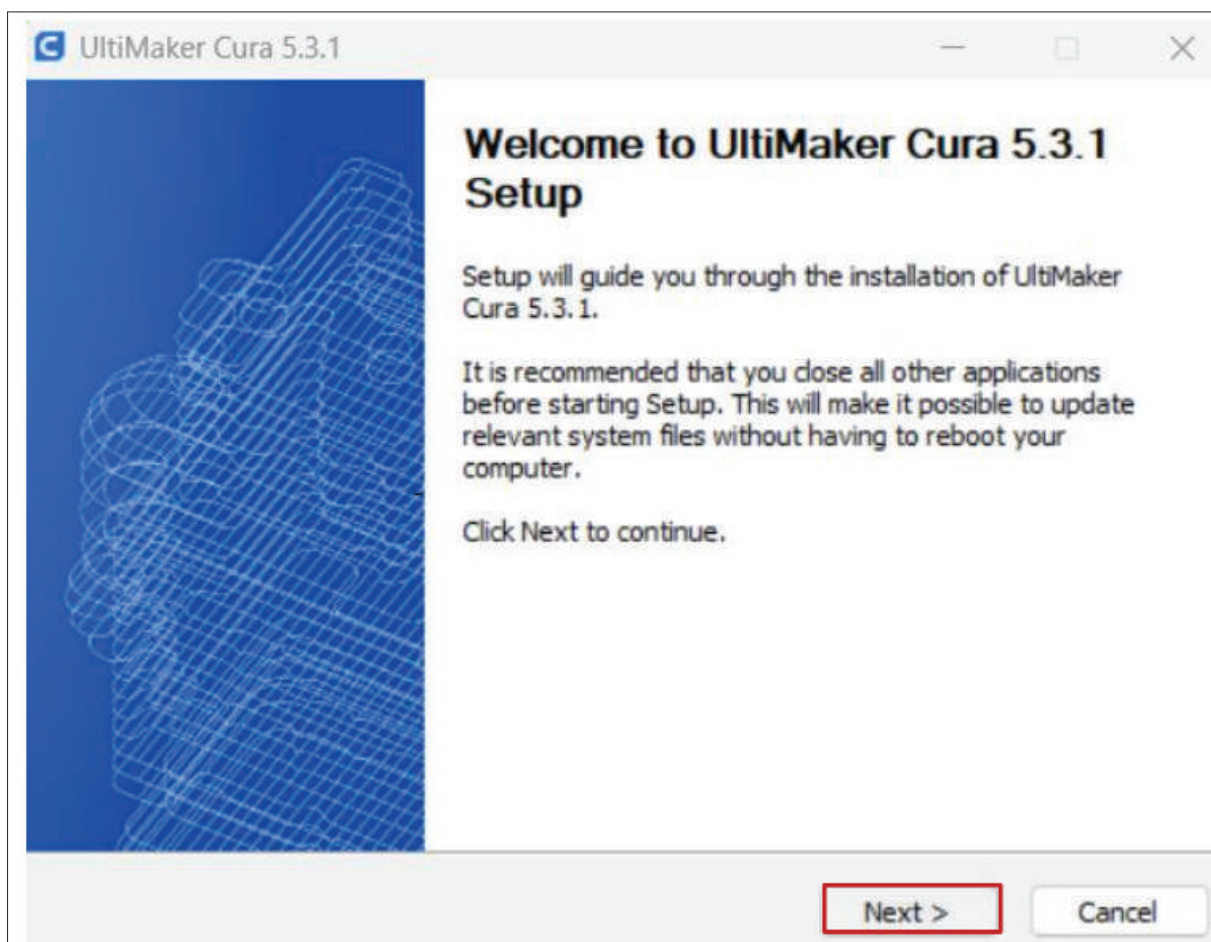 UltiMaker Cura 5.3.1
Welcome to UltiMaker Cura 5.3.1
Setup
Setup will guide you through the installation of UltiMaker
Cura 5.3.1.
It is recommended that you close all other applications
before starting Setup. This will make it possible to update
relevant system files without having to reboot your
computer.
Click Next to continue.
Next >
Cancel